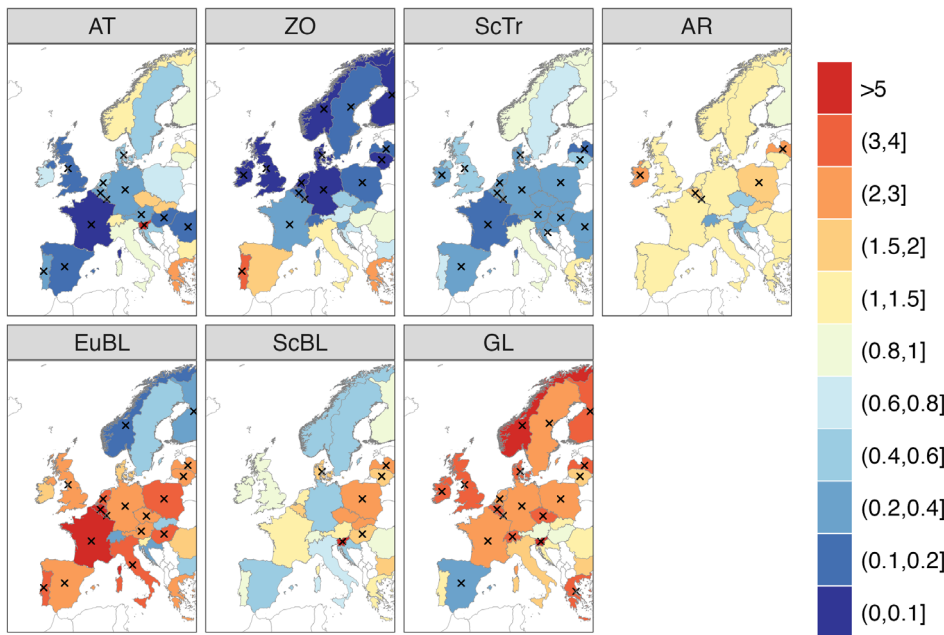 AT
ZO
ScTr
AR
EuBL
ScBL
GL
>5
(3,4]
(2,3]
(1.5,2]
(1,1.5]
(0.8,1]
(0.6,0.8]
(0.4,0.6]
(0.2,0.4]
(0.1,0.2]
(0,0.1]